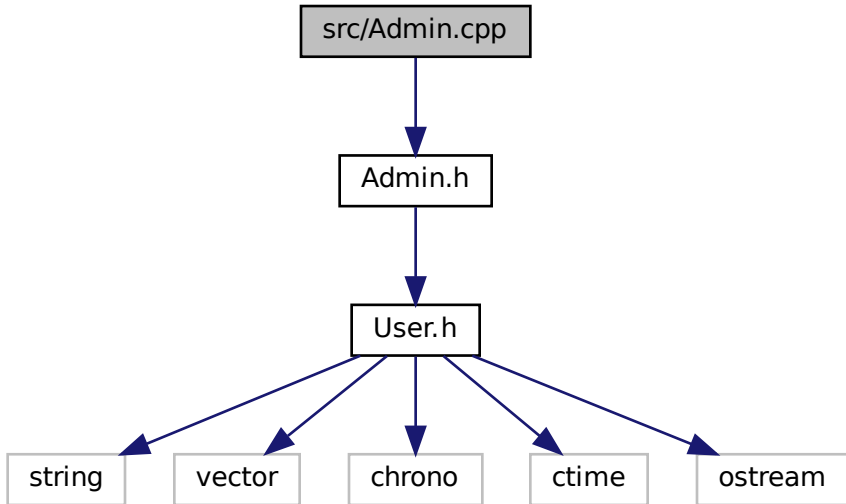 src/Admin.cpp
Admin.h
User.h
string
vector
chrono
ctime
ostream